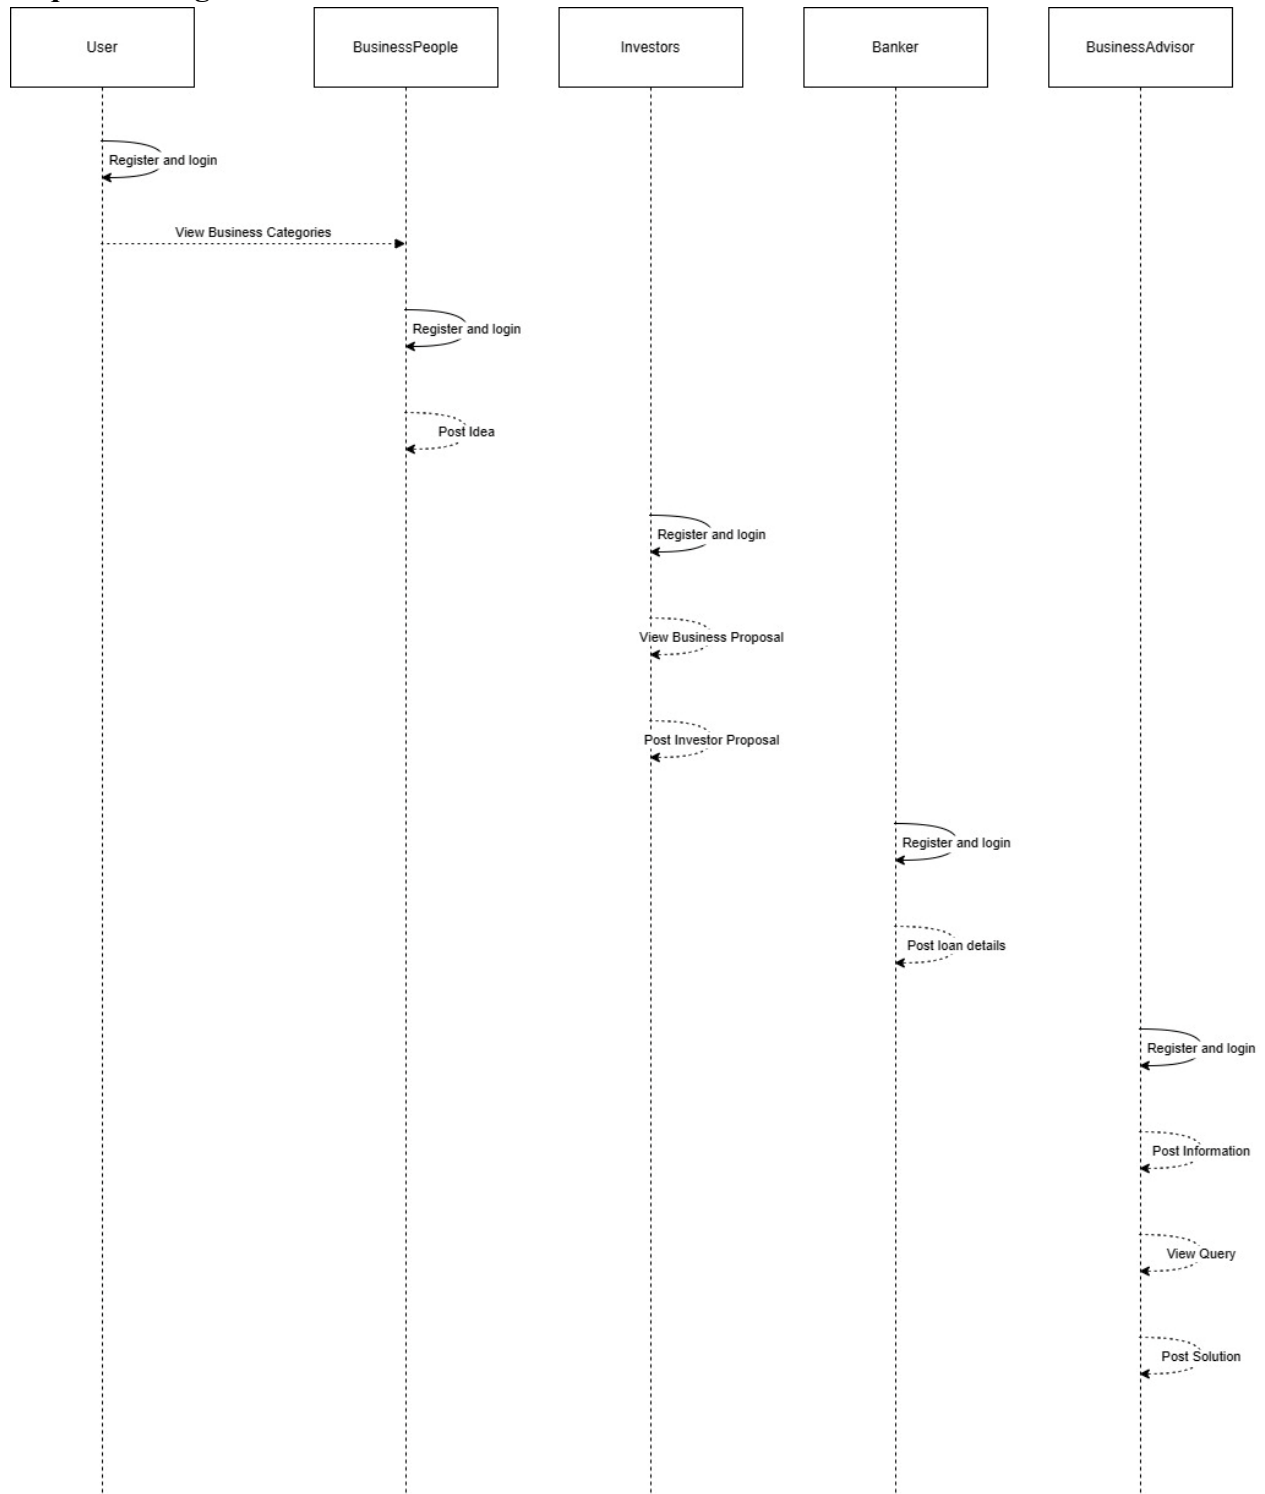 User
BusinessPeople
Investors
Banker
BusinessAdvisor
Register and login
View Business Categories
Register and login
Post Idea
Register and login
View Business Proposal
Post Investor Proposal
Register and login
Post loan details
Register and login
Post Information
View Query
Post Solution